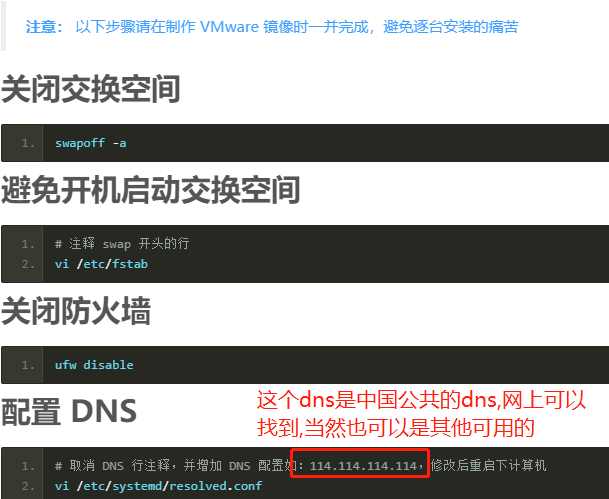 注意： 以下步骤请在制作 VMware 镜像时一并完成，避免逐台安装的痛苦
关闭交换空间
1. swapoff -a
避免开机启动交换空间
1. # 注释 swap 开头的行
2. vi /etc/fstab
关闭防火墙
1. ufw disable
配置 DNS
这个dns是中国公共的dns,网上可以
找到,当然也可以是其他可用的
1. # 取消 DNS 行注释，并增加 DNS 配置如：114.114.114.114，修改后重启下计算机
2. vi /etc/systemd/resolved.conf